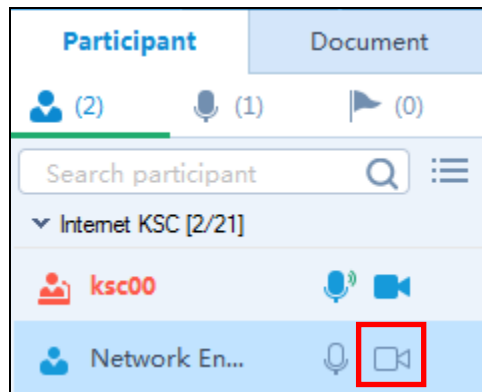 Participant Document
(2) (1) (0)
Search participant
Internet KSC [2/21]
ksc00
Network En...